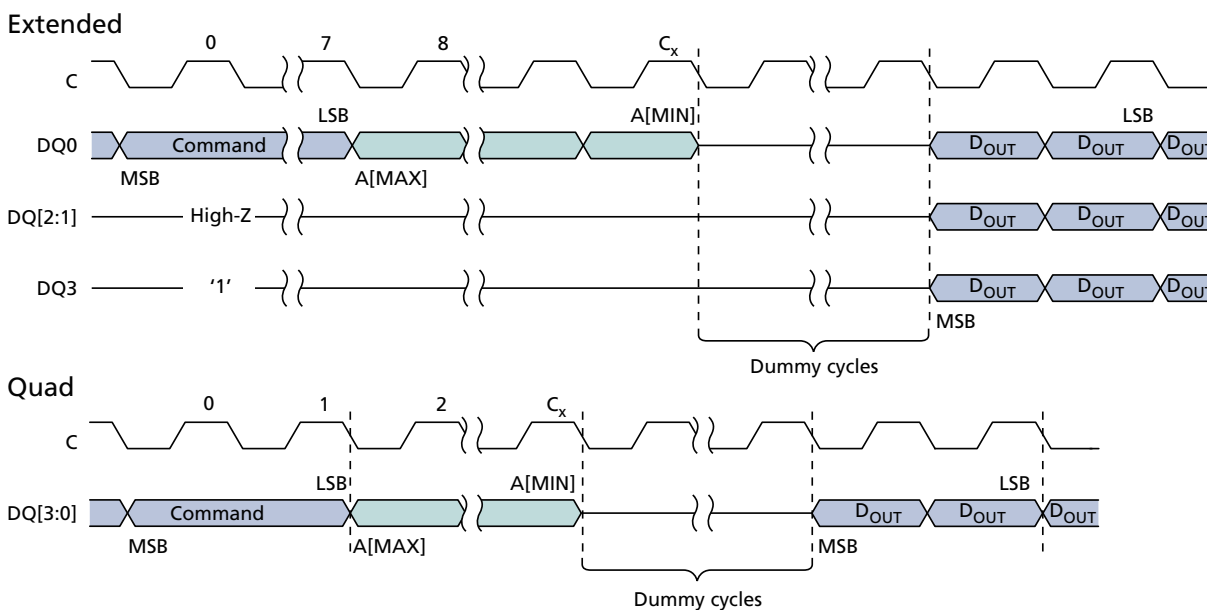 Extended
0 7 8 Cx
C
LSB A[MIN] LSB
DQ0 Command DOUT DOUT DOUT
MSB A[MAX]
DQ[2:1] High-Z DOUT DOUT DOUT
DQ3 '1' DOUT DOUT DOUT
MSB
Dummy cycles
Quad
0 1 2 Cx
C
LSB A[MIN] LSB
DQ[3:0] Command DOUT DOUT DOUT
MSB A[MAX] MSB
Dummy cycles